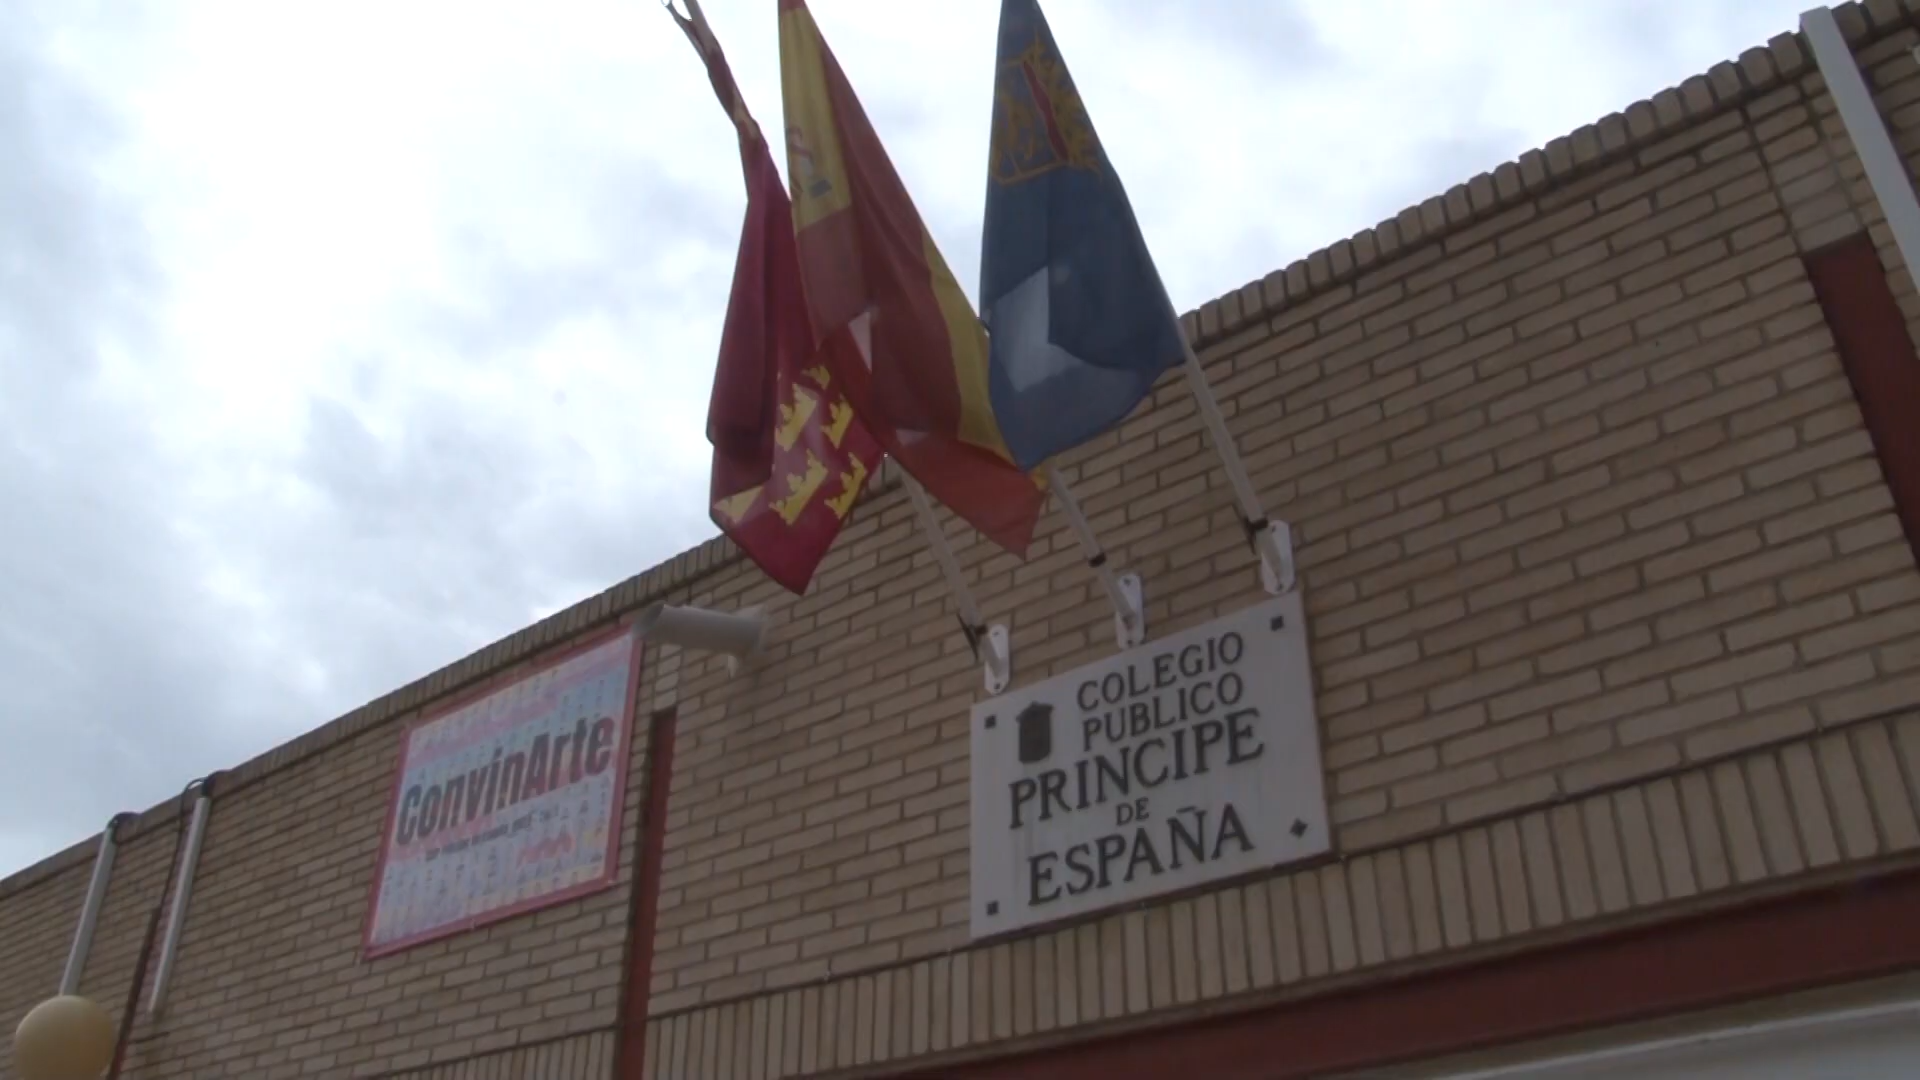 ConvinArte
COLEGIO
PUBLICO
PRINCIPE
DE
ESPAÑA